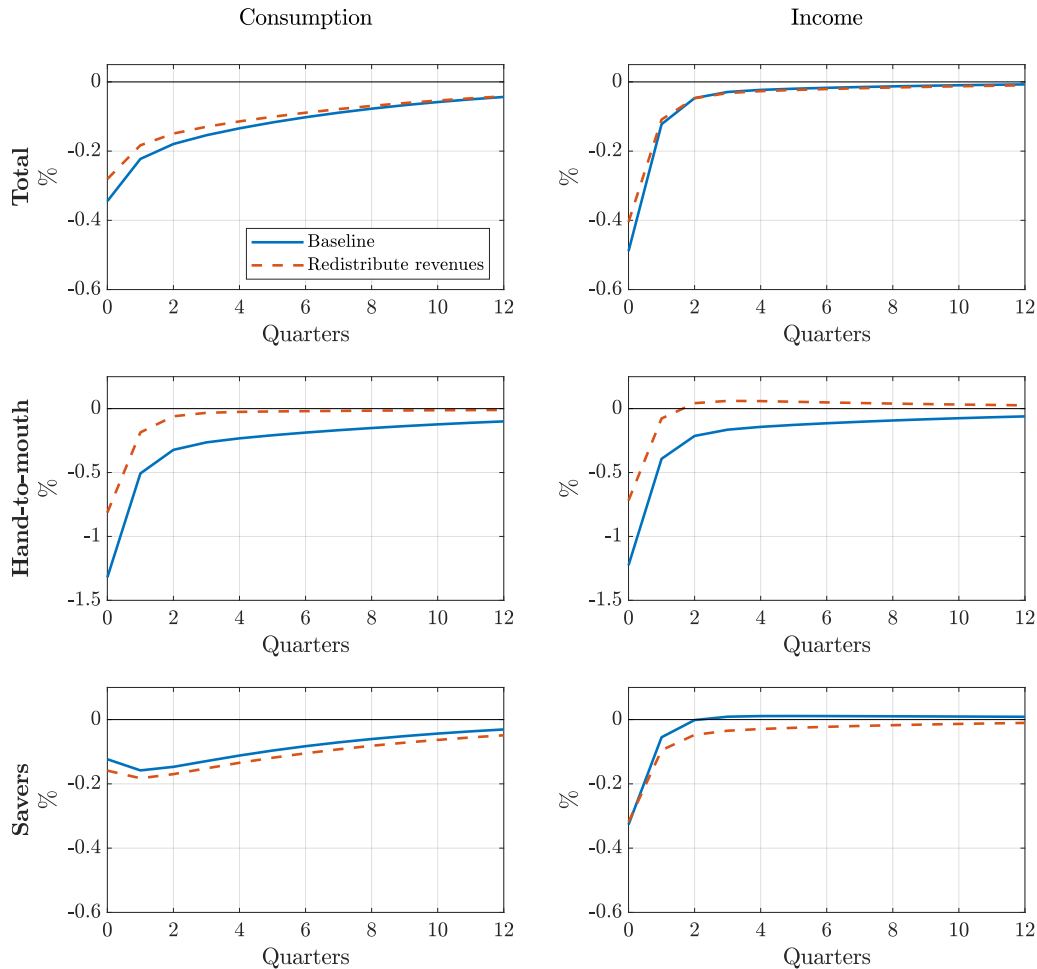 Consumption
Income
Total
%
0
-0.2
-0.4
-0.6
Baseline
Redistribute revenues
0 2 4 6 8 10 12
Quarters
%
0
-0.2
-0.4
-0.6
0 2 4 6 8 10 12
Quarters
Hand-to-mouth
%
0
-0.5
-1
-1.5
0 2 4 6 8 10 12
Quarters
%
0
-0.5
-1
-1.5
0 2 4 6 8 10 12
Quarters
Savers
%
0
-0.2
-0.4
-0.6
0 2 4 6 8 10 12
Quarters
%
0
-0.2
-0.4
-0.6
0 2 4 6 8 10 12
Quarters